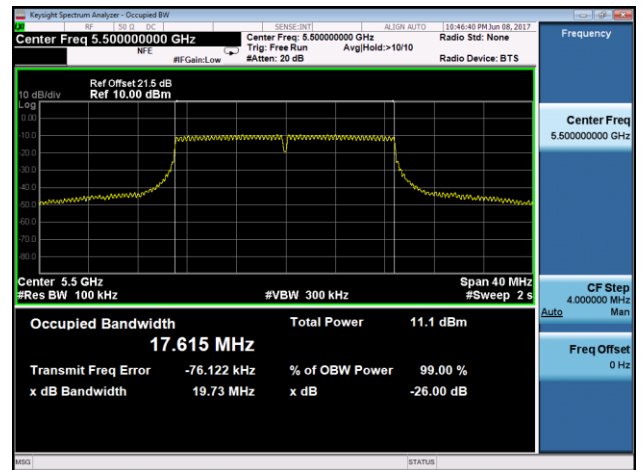 Keysight Spectrum Analyzer - Occupied BW
RF 50 Ω DC SENSE:INT ALIGN AUTO 10:46:40 PM Jun 08, 2017
Center Freq 5.500000000 GHz Center Freq: 5.500000000 GHz Radio Std: None
NFE Trig: Free Run Avg|Hold:>10/10
#IFGain:Low #Atten: 20 dB Radio Device: BTS
Frequency
Ref Offset 21.5 dB
10 dB/div Ref 10.00 dBm
Log
0.00
-10.0
-20.0
-30.0
-40.0
-50.0
-60.0
-70.0
-80.0
Center 5.5 GHz Span 40 MHz
#Res BW 100 kHz #VBW 300 kHz #Sweep 2 s
Occupied Bandwidth Total Power 11.1 dBm
17.615 MHz
Transmit Freq Error -76.122 kHz % of OBW Power 99.00 %
x dB Bandwidth 19.73 MHz x dB -26.00 dB
Center Freq
5.500000000 GHz
CF Step
4.000000 MHz
Auto Man
Freq Offset
0 Hz
MSG STATUS